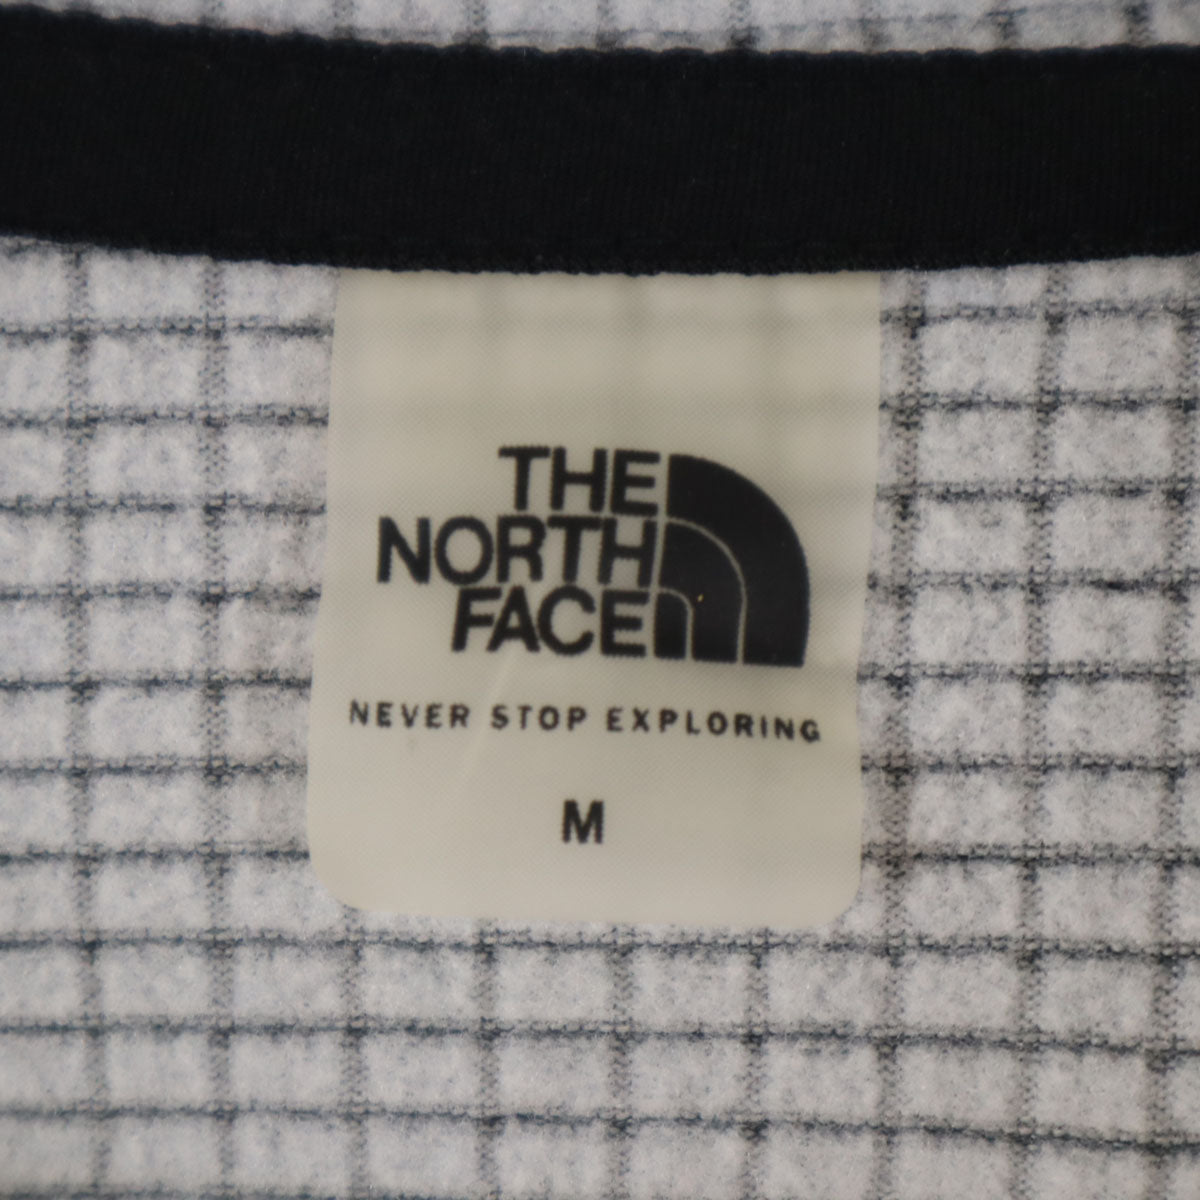 THE
NORTH
FACE
NEVER STOP EXPLORING
M